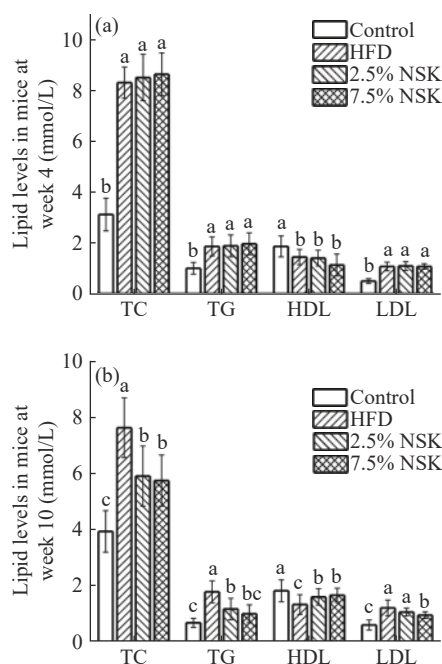 (a)
Control
HFD
2.5% NSK
7.5% NSK
Lipid levels in mice at
week 4 (mmol/L)
10
8
6
4
2
0
b a a a
b a a a
a b b b
b a a a
TC TG HDL LDL
(b)
Control
HFD
2.5% NSK
7.5% NSK
Lipid levels in mice at
week 10 (mmol/L)
10
8
6
4
2
0
c a b b
c a b bc
a c b b
c a a b
TC TG HDL LDL